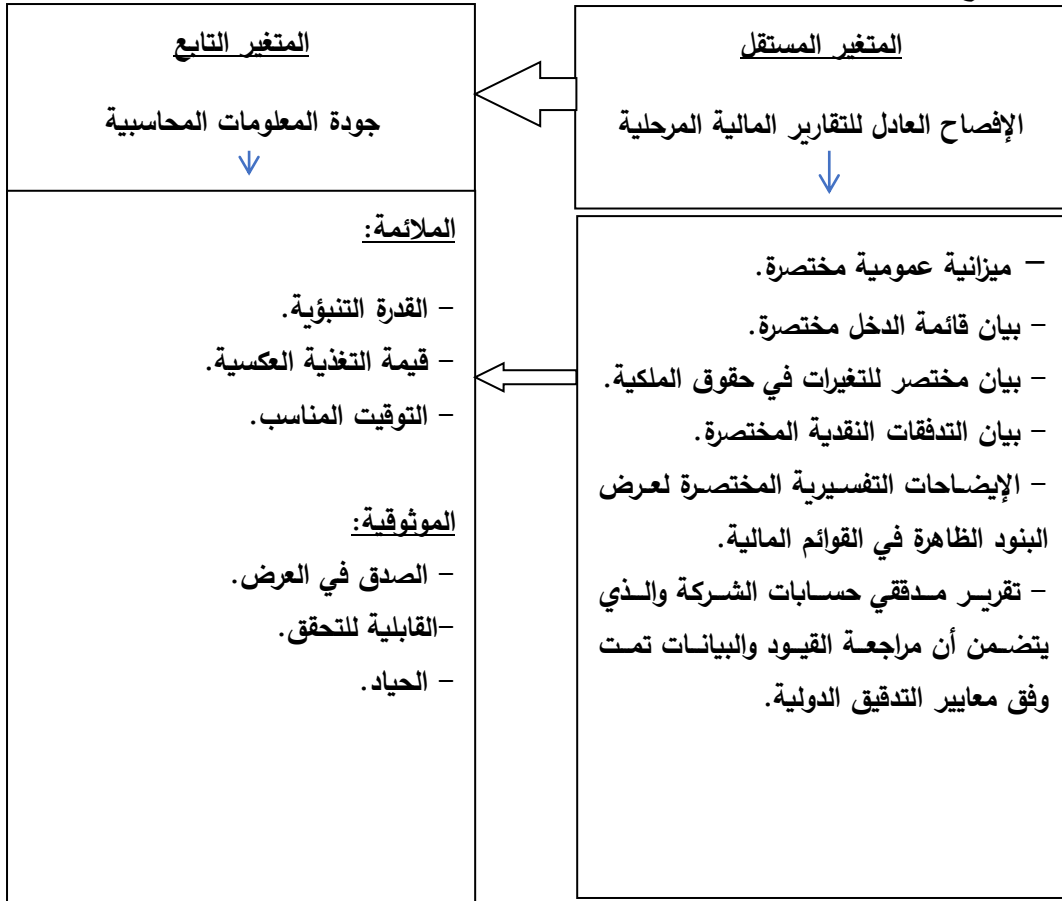 المتغير المستقل
الإفصاح العادل للتقارير المالية المرحلية
– ميزانية عمومية مختصرة.
– بيان قائمة الدخل مختصرة.
– بيان مختصر للتغيرات في حقوق الملكية.
– بيان التدفقات النقدية المختصرة.
– الإيضاحات التفسيرية المختصرة لعرض
البنود الظاهرة في القوائم المالية.
– تقرير مدققي حسابات الشركة والذي
يتضمن أن مراجعة القيود والبيانات تمت
وفق معايير التدقيق الدولية.
المتغير التابع
جودة المعلومات المحاسبية
الملائمة:
– القدرة التنبؤية.
– قيمة التغذية العكسية.
– التوقيت المناسب.
الموثوقية:
– الصدق في العرض.
–القابلية للتحقق.
– الحياد.